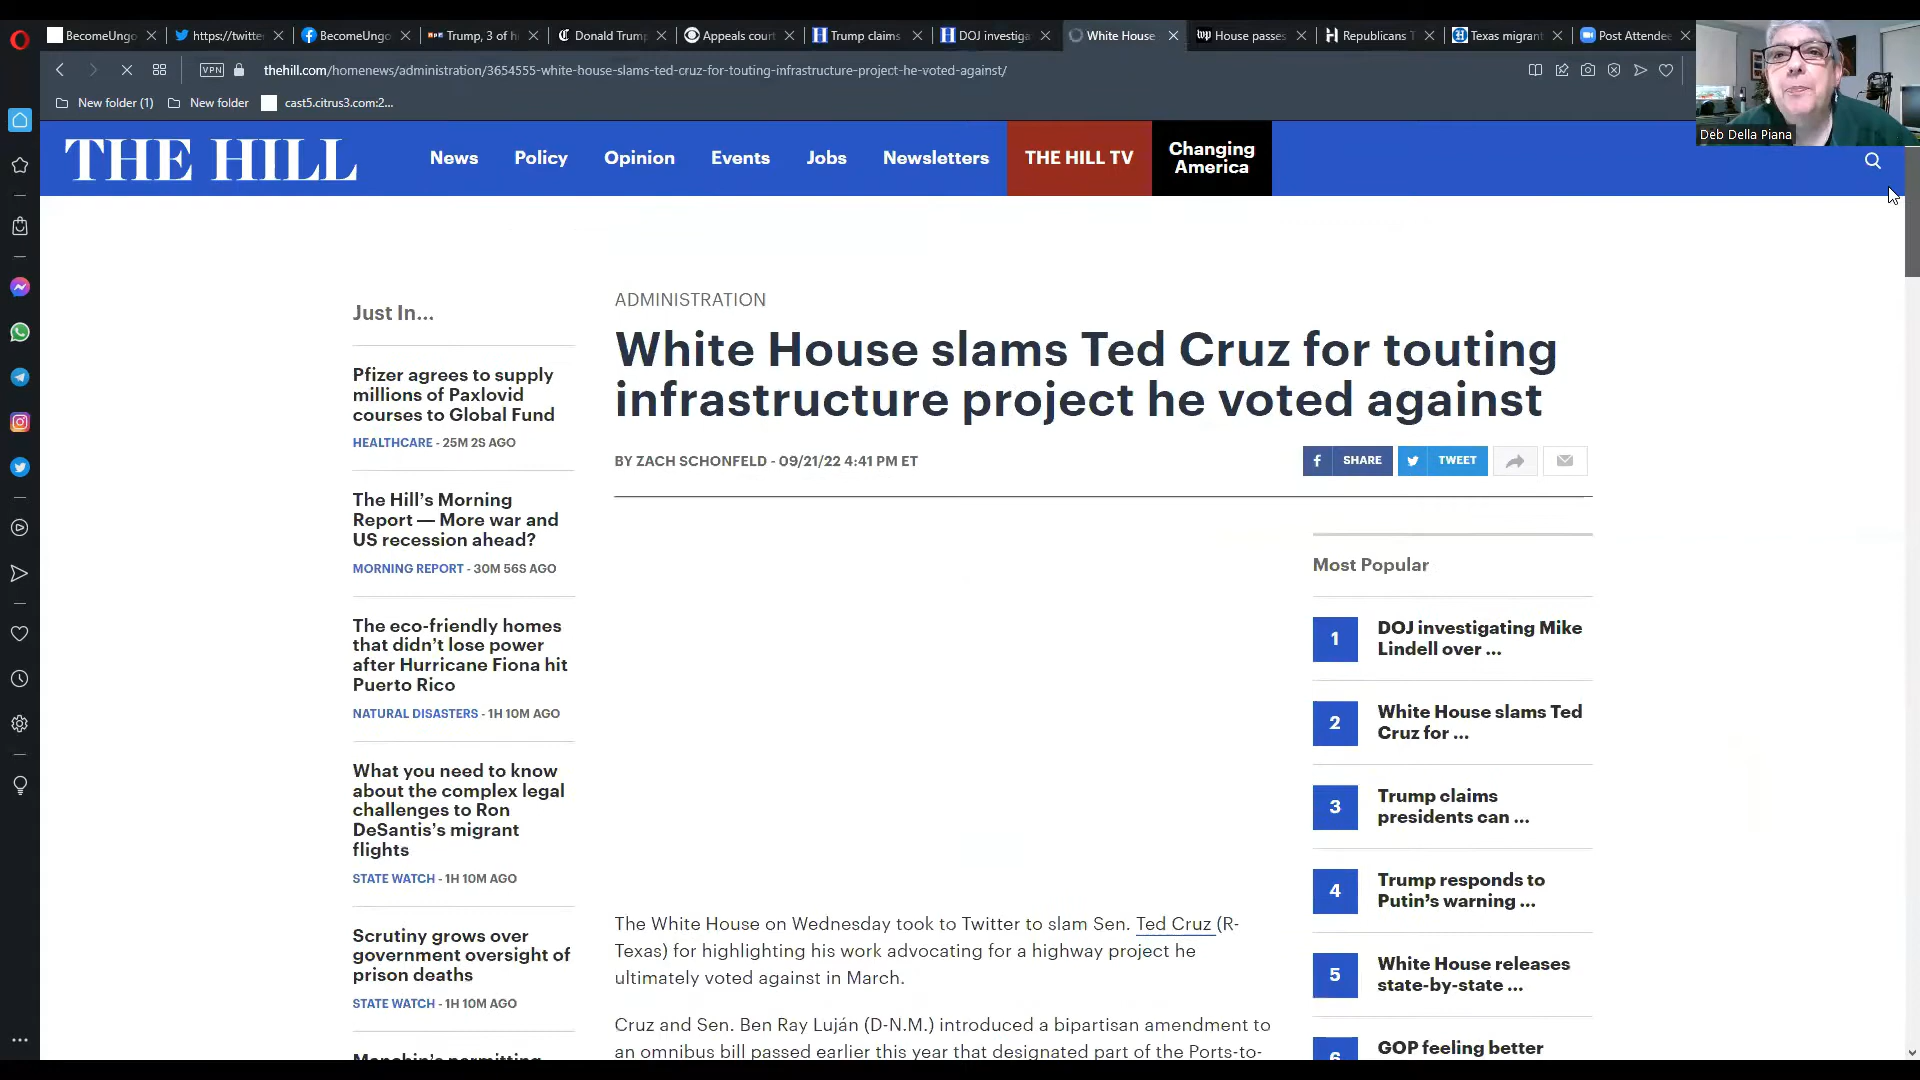 BecomeUngo
https://twitte
BecomeUngo
Trump, 3 of h
Donald Trum
Appeals cour
Trump claims
DOJ investiga
White House
House passes
Republicans T
Texas migran
Post Attendee
VPN
thehill.com/homenews/administration/3654555-white-house-slams-ted-cruz-for-touting-infrastructure-project-he-voted-against/
New folder (1)
New folder
cast5.citrus3.com:2...
Deb Della Piana
THE HILL
News
Policy
Opinion
Events
Jobs
Newsletters
THE HILL TV
Changing
America
Just In...
Pfizer agrees to supply
millions of Paxlovid
courses to Global Fund
HEALTHCARE - 25M 2S AGO
The Hill's Morning
Report — More war and
US recession ahead?
MORNING REPORT - 30M 56S AGO
The eco-friendly homes
that didn't lose power
after Hurricane Fiona hit
Puerto Rico
NATURAL DISASTERS - 1H 10M AGO
What you need to know
about the complex legal
challenges to Ron
DeSantis's migrant
flights
STATE WATCH - 1H 10M AGO
Scrutiny grows over
government oversight of
prison deaths
STATE WATCH - 1H 10M AGO
Manchin's permitting
ADMINISTRATION
White House slams Ted Cruz for touting
infrastructure project he voted against
BY ZACH SCHONFELD - 09/21/22 4:41 PM ET
SHARE
TWEET
The White House on Wednesday took to Twitter to slam Sen. Ted Cruz (R-
Texas) for highlighting his work advocating for a highway project he
ultimately voted against in March.
Cruz and Sen. Ben Ray Luján (D-N.M.) introduced a bipartisan amendment to
an omnibus bill passed earlier this year that designated part of the Ports-to-
Most Popular
1
DOJ investigating Mike
Lindell over ...
2
White House slams Ted
Cruz for ...
3
Trump claims
presidents can ...
4
Trump responds to
Putin's warning ...
5
White House releases
state-by-state ...
6
GOP feeling better